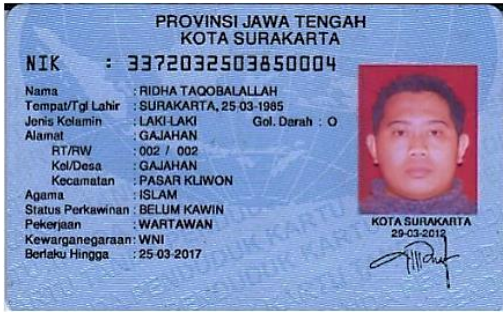 PROVINSI JAWA TENGAH
KOTA SURAKARTA
NIK : 3372032503850004
Nama : RIDHA TAQOBALALLAH
Tempat/Tgl Lahir : SURAKARTA, 25-03-1985
Jenis Kelamin : LAKI-LAKI Gol. Darah : O
Alamat : GAJAHAN
RT/RW : 002 / 002
Kel/Desa : GAJAHAN
Kecamatan : PASAR KLIWON
Agama : ISLAM
Status Perkawinan : BELUM KAWIN
Pekerjaan : WARTAWAN
Kewarganegaraan : WNI
Berlaku Hingga : 25-03-2017
KOTA SURAKARTA
29-03-2012